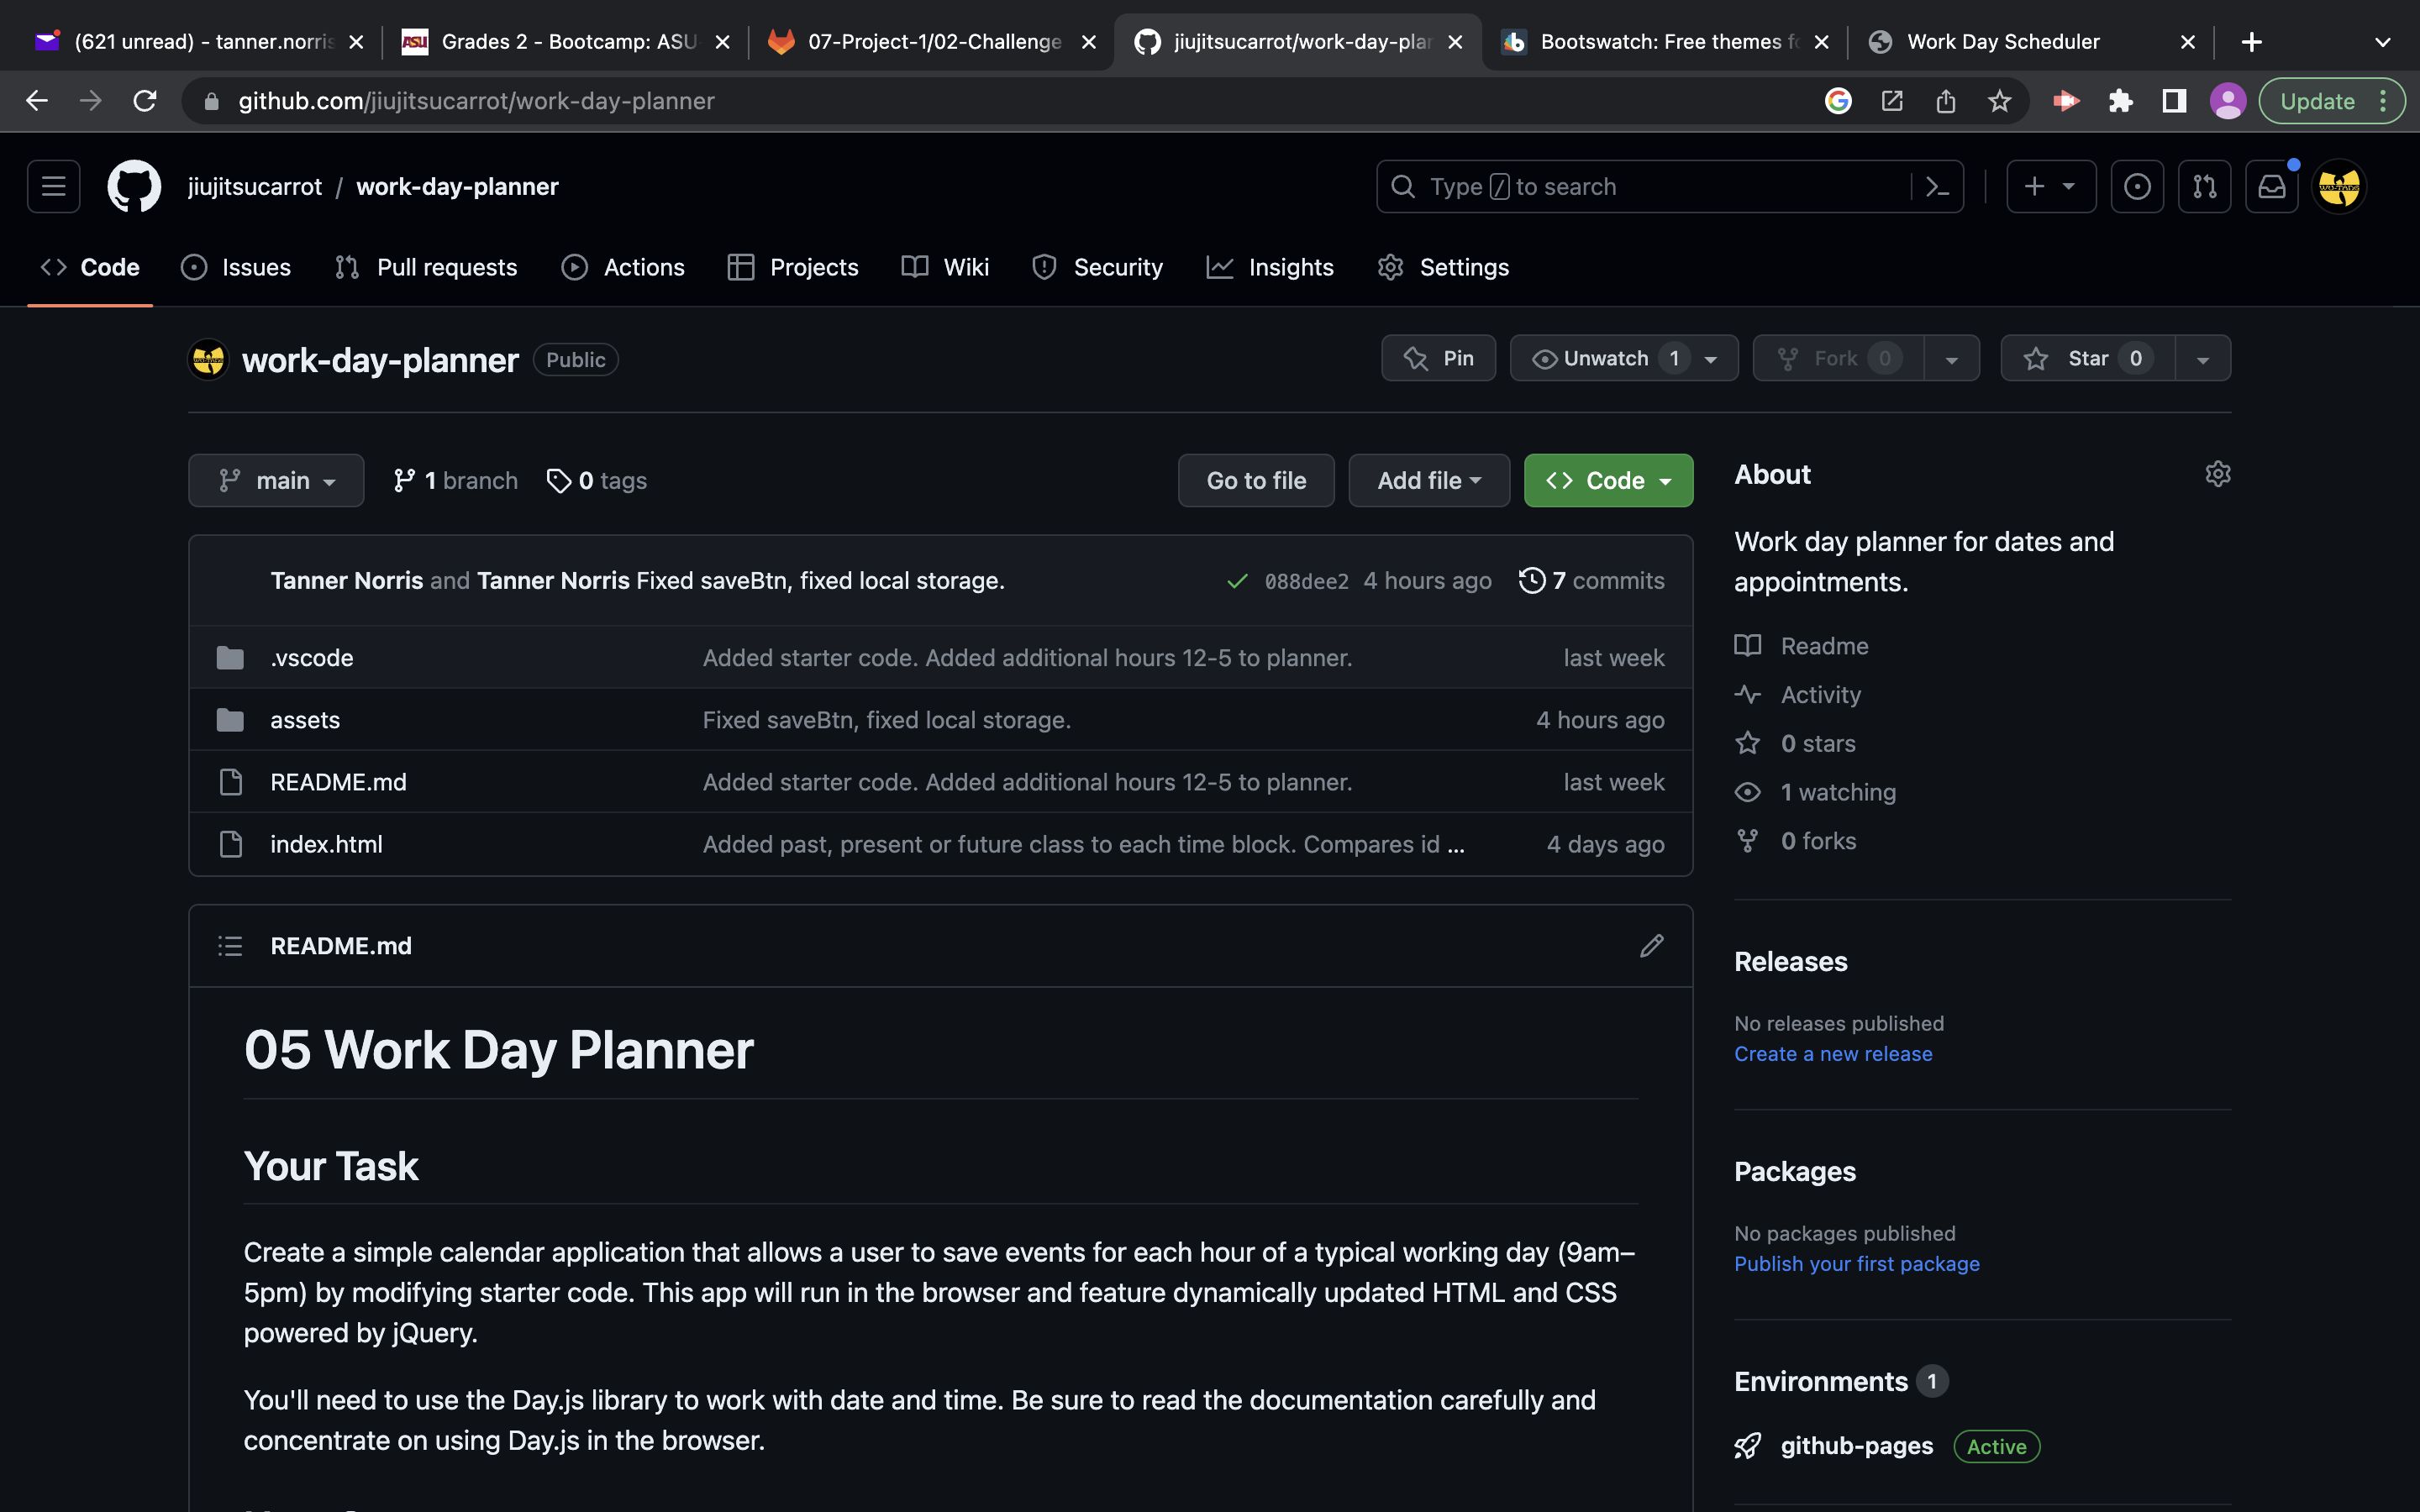 (621 unread) - tanner.norris
Grades 2 - Bootcamp: ASU
07-Project-1/02-Challenge
jiujitsucarrot/work-day-plan
Bootswatch: Free themes fo
Work Day Scheduler
github.com/jiujitsucarrot/work-day-planner
Update
jiujitsucarrot / work-day-planner
Type / to search
Code
Issues
Pull requests
Actions
Projects
Wiki
Security
Insights
Settings
work-day-planner Public
Pin
Unwatch 1
Fork 0
Star 0
main
1 branch
0 tags
Go to file
Add file
Code
Tanner Norris and Tanner Norris Fixed saveBtn, fixed local storage. 088dee2 4 hours ago 7 commits
.vscode Added starter code. Added additional hours 12-5 to planner. last week
assets Fixed saveBtn, fixed local storage. 4 hours ago
README.md Added starter code. Added additional hours 12-5 to planner. last week
index.html Added past, present or future class to each time block. Compares id ... 4 days ago
README.md
05 Work Day Planner
Your Task
Create a simple calendar application that allows a user to save events for each hour of a typical working day (9am–
5pm) by modifying starter code. This app will run in the browser and feature dynamically updated HTML and CSS
powered by jQuery.
You'll need to use the Day.js library to work with date and time. Be sure to read the documentation carefully and
concentrate on using Day.js in the browser.
About
Work day planner for dates and
appointments.
Readme
Activity
0 stars
1 watching
0 forks
Releases
No releases published
Create a new release
Packages
No packages published
Publish your first package
Environments 1
github-pages Active